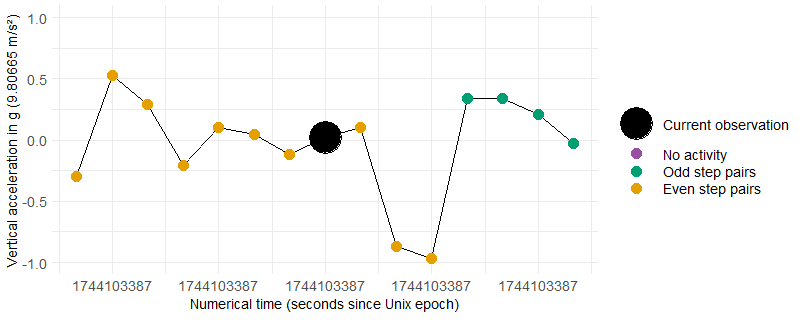 Vertical acceleration in g (9.80665 m/s²)
1.0
0.5
0.0
-0.5
-1.0
1744103387 1744103387 1744103387 1744103387 1744103387
Numerical time (seconds since Unix epoch)
Current observation
No activity
Odd step pairs
Even step pairs